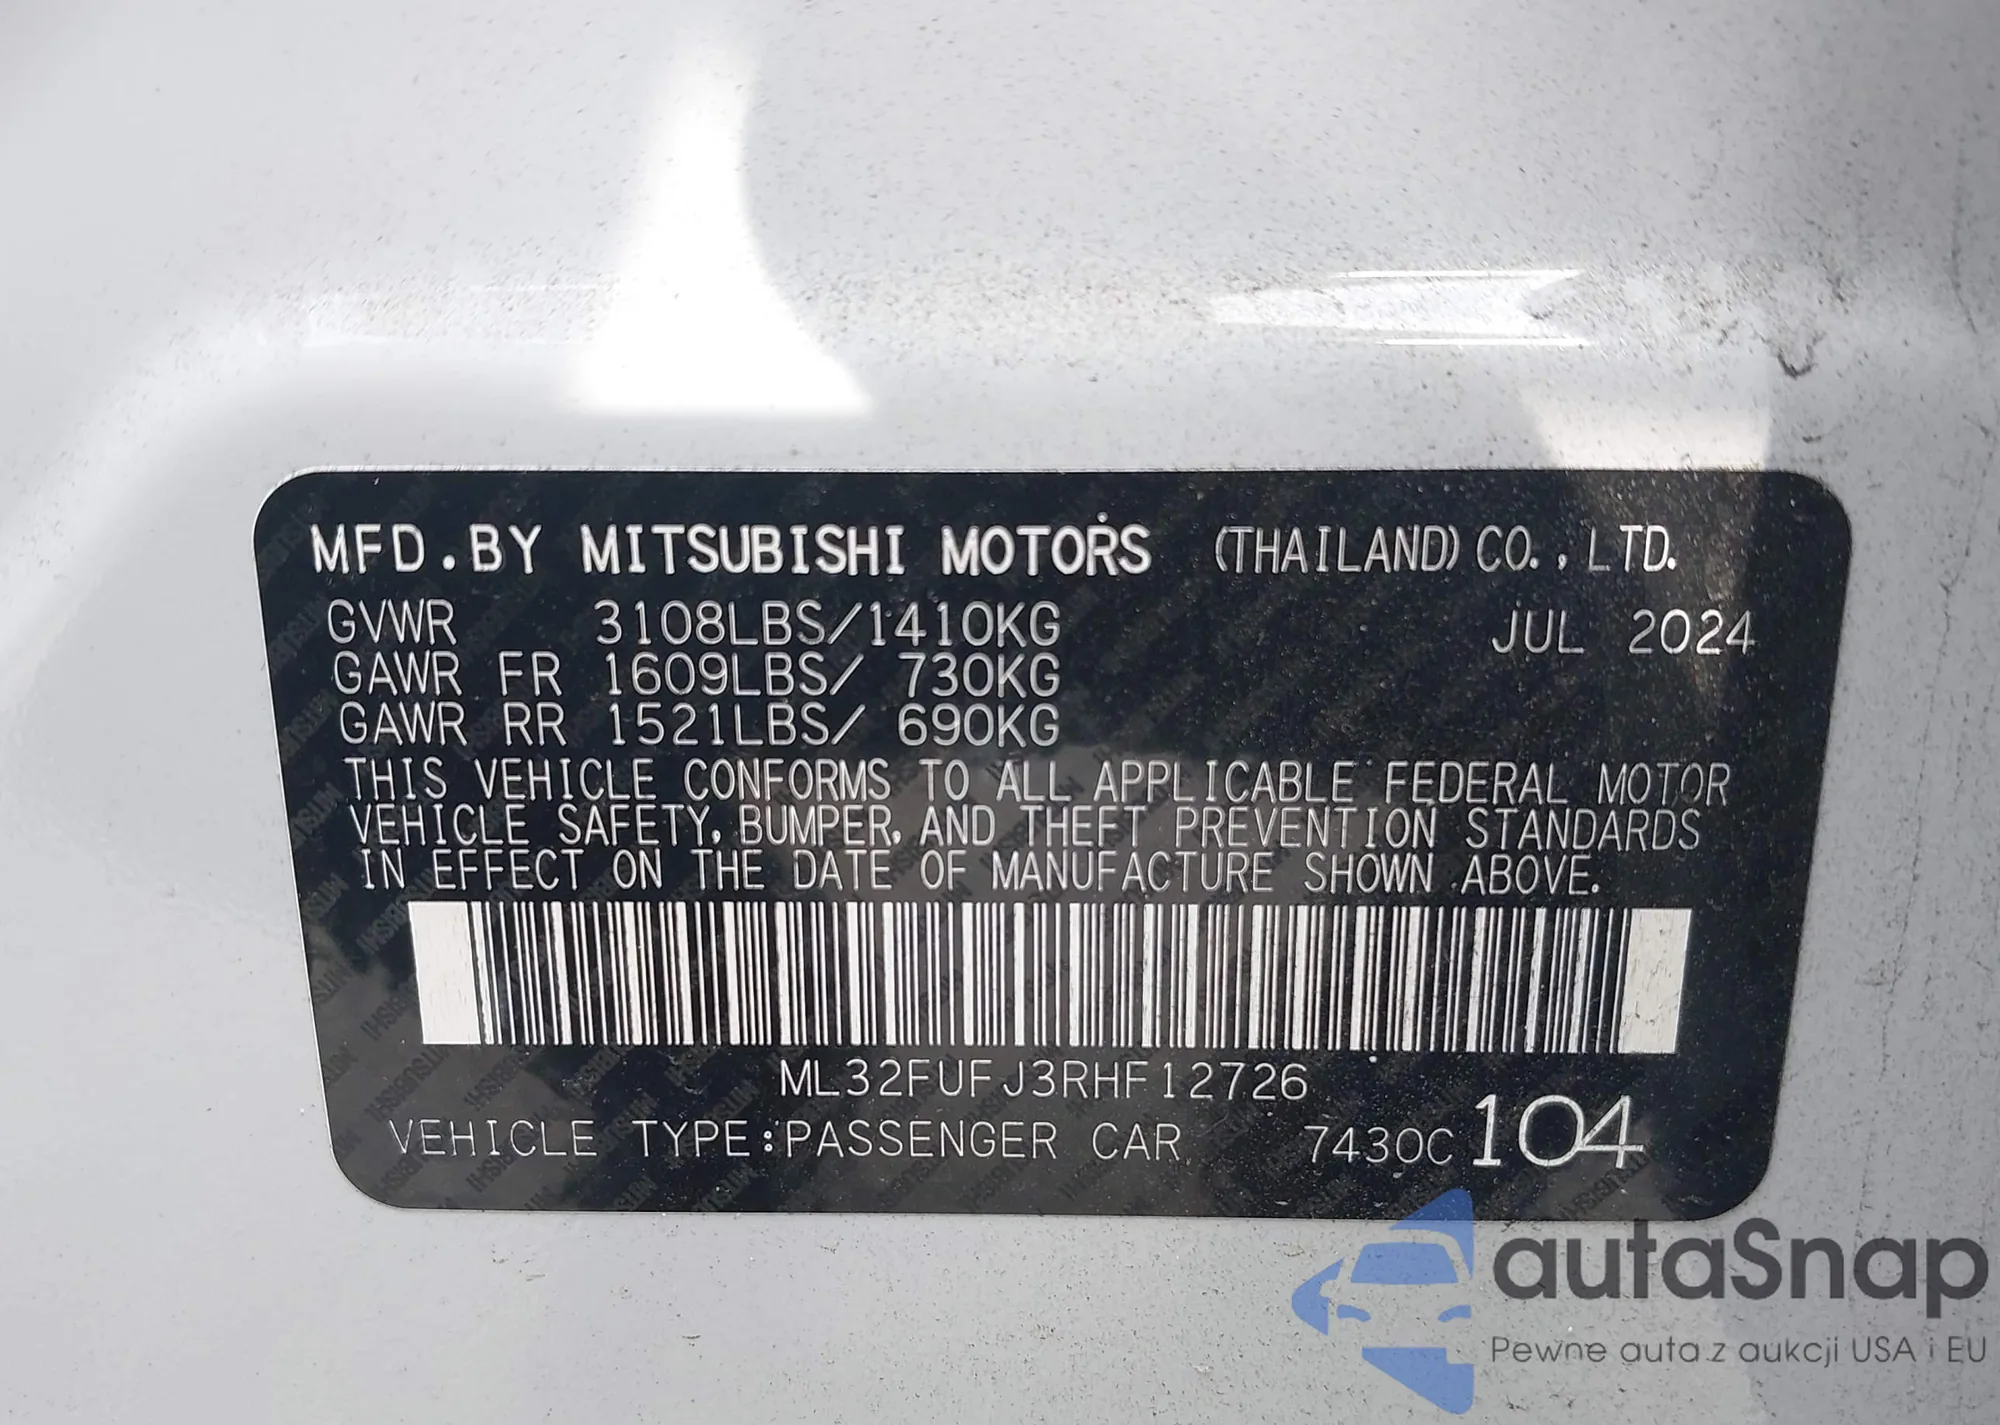 MFD.BY MITSUBISHI MOTORS (THAILAND) CO., LTD.
GVWR 3108LBS/1410KG JUL 2024
GAWR FR 1609LBS/ 730KG
GAWR RR 1521LBS/ 690KG
THIS VEHICLE CONFORMS TO ALL APPLICABLE FEDERAL MOTOR
VEHICLE SAFETY, BUMPER, AND THEFT PREVENTION STANDARDS
IN EFFECT ON THE DATE OF MANUFACTURE SHOWN ABOVE.
ML32FUFJ3RHF12726
VEHICLE TYPE:PASSENGER CAR 7430C 104
autaSnap
Pewne auta z aukcji USA i EU